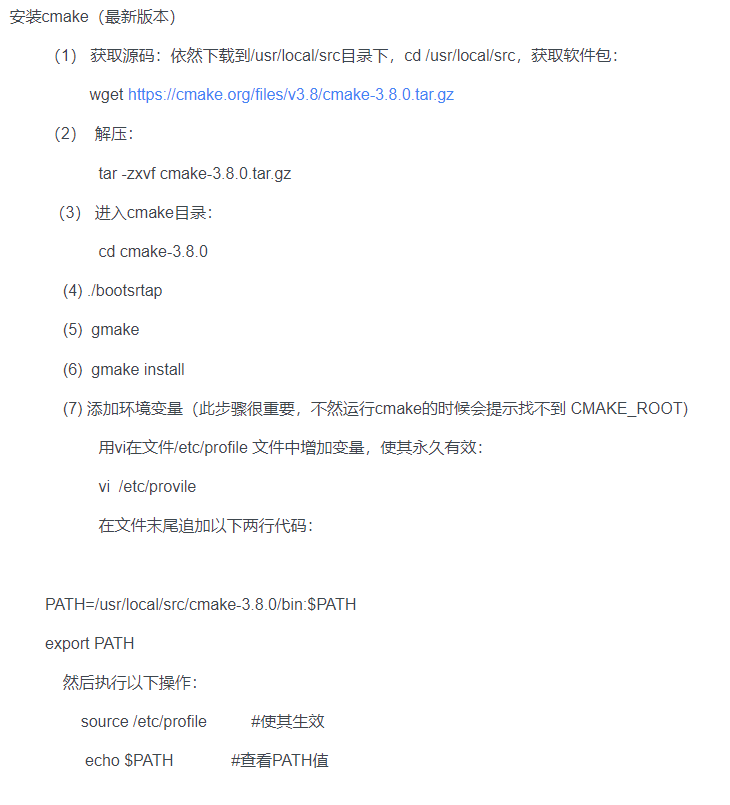 安装cmake（最新版本）
（1） 获取源码：依然下载到/usr/local/src目录下，cd /usr/local/src，获取软件包：
wget https://cmake.org/files/v3.8/cmake-3.8.0.tar.gz
（2） 解压：
tar -zxvf cmake-3.8.0.tar.gz
（3） 进入cmake目录：
cd cmake-3.8.0
(4) ./bootsrtap
(5) gmake
(6) gmake install
(7) 添加环境变量（此步骤很重要，不然运行cmake的时候会提示找不到 CMAKE_ROOT）
用vi在文件/etc/profile 文件中增加变量，使其永久有效：
vi /etc/provile
在文件末尾追加以下两行代码：
PATH=/usr/local/src/cmake-3.8.0/bin:$PATH
export PATH
然后执行以下操作：
source /etc/profile #使其生效
echo $PATH #查看PATH值